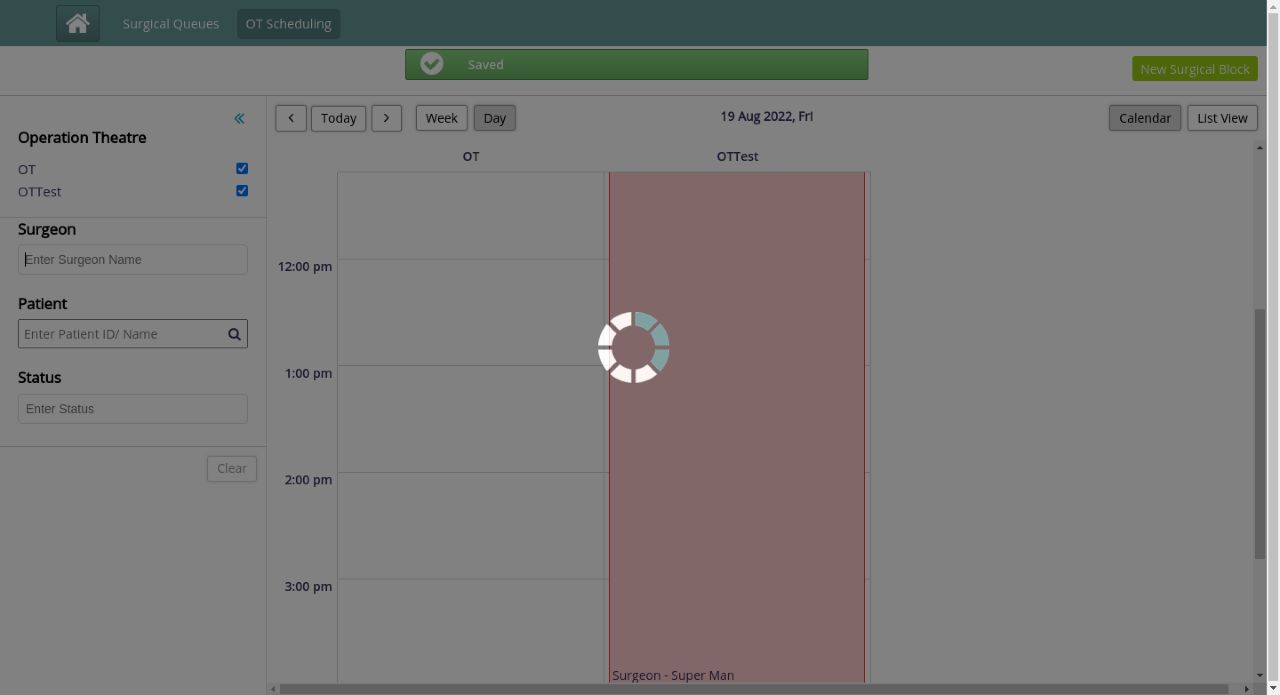 Surgical Queues
OT Scheduling
Saved
New Surgical Block
Today
Week
Day
19 Aug 2022, Fri
Calendar
List View
Operation Theatre
OT
OTTest
Surgeon
Enter Surgeon Name
Patient
Enter Patient ID/ Name
Status
Enter Status
Clear
OT
OTTest
12:00 pm
1:00 pm
2:00 pm
3:00 pm
Surgeon - Super Man